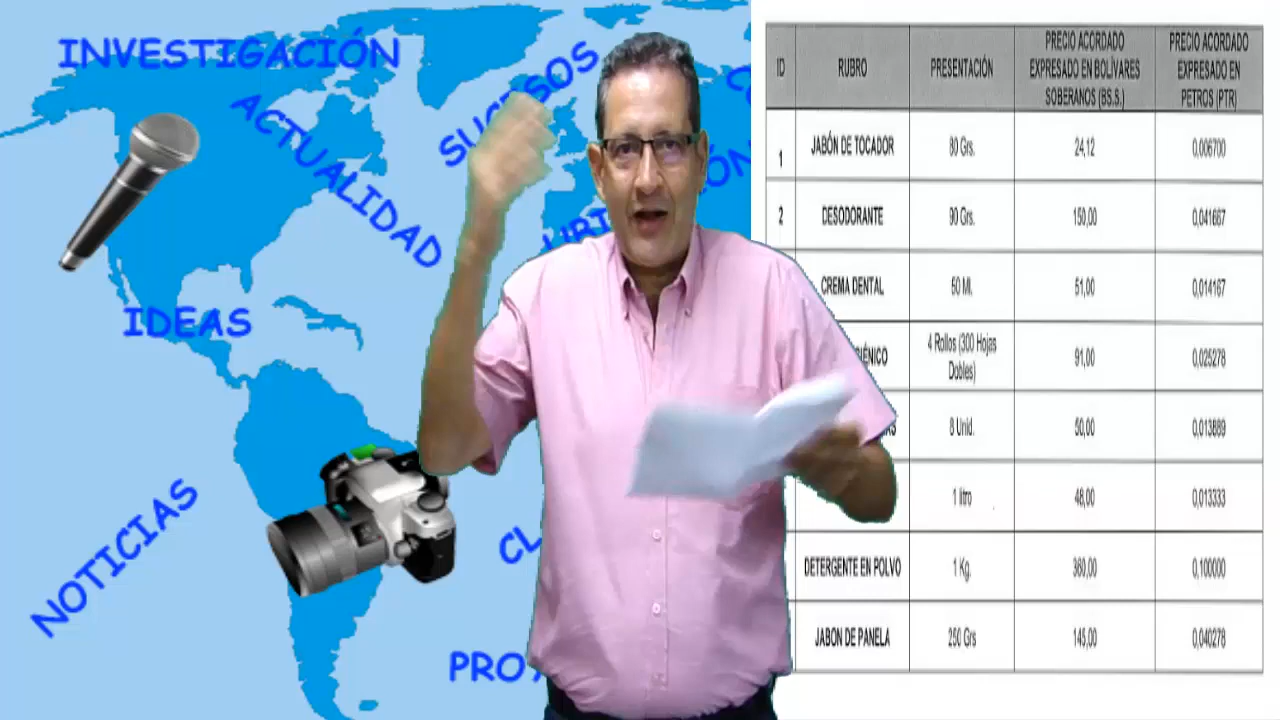 INVESTIGACIÓN
ACTUALIDAD
SUCESOS
IDEAS
NOTICIAS
ID
RUBRO
PRESENTACIÓN
PRECIO ACORDADO
EXPRESADO EN BOLÍVARES
SOBERANOS (BS.S.)
PRECIO ACORDADO
EXPRESADO EN
PETROS (PTR)
1
JABÓN DE TOCADOR
80 Grs.
24,12
0,006700
2
DESODORANTE
90 Grs.
150,00
0,041667
CREMA DENTAL
50 Ml.
51,00
0,014167
4 Rollos (300 Hojas
Dobles)
91,00
0,025278
8 Unid.
50,00
0,013889
1 litro
48,00
0,013333
DETERGENTE EN POLVO
1 Kg.
360,00
0,100000
JABON DE PANELA
250 Grs
145,00
0,040278